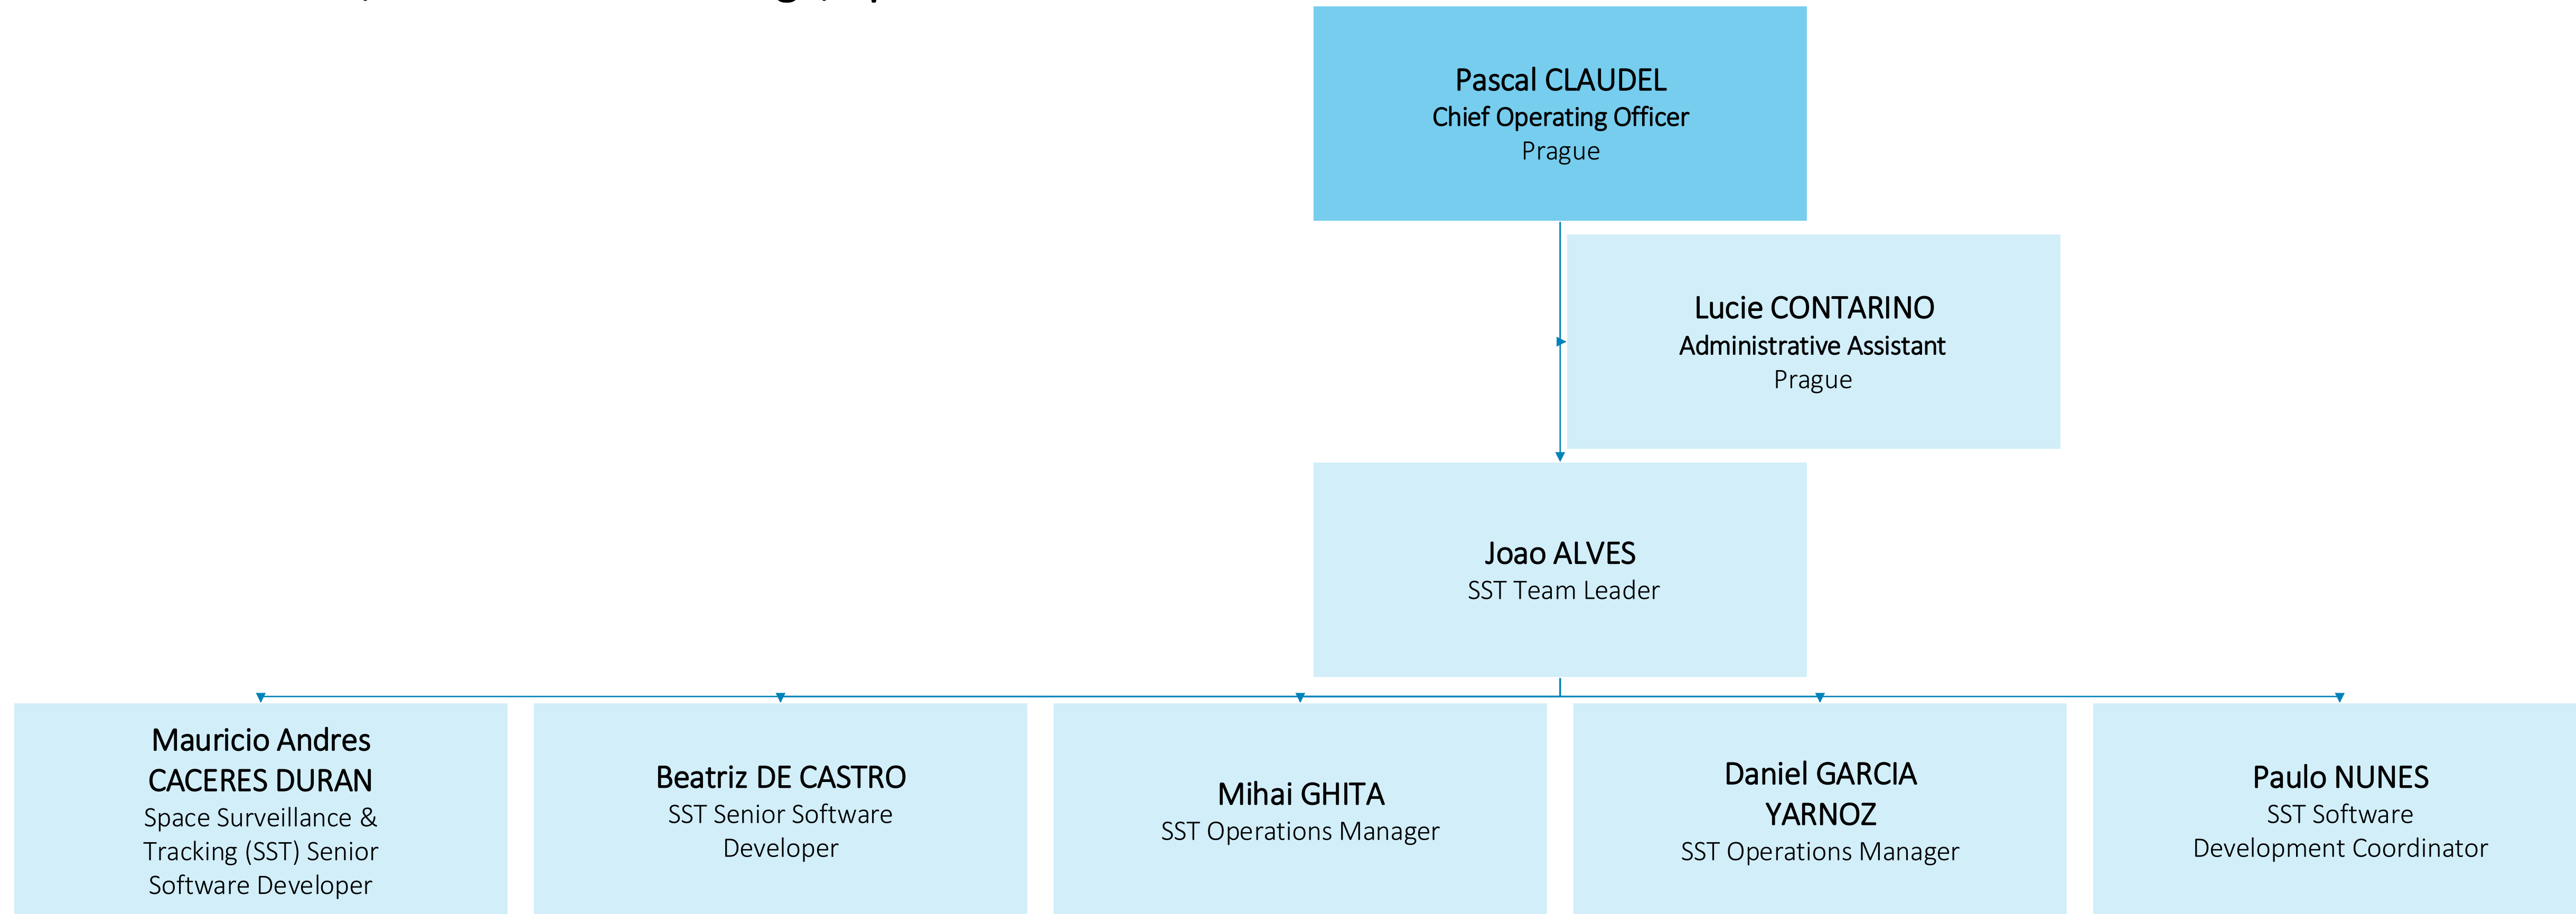 Pascal CLAUDEL
Chief Operating Officer
Prague
Lucie CONTARINO
Administrative Assistant
Prague
Joao ALVES
SST Team Leader
Mauricio Andres
CACERES DURAN
Space Surveillance &
Tracking (SST) Senior
Software Developer
Beatriz DE CASTRO
SST Senior Software
Developer
Mihai GHITA
SST Operations Manager
Daniel GARCIA
YARNOZ
SST Operations Manager
Paulo NUNES
SST Software
Development Coordinator